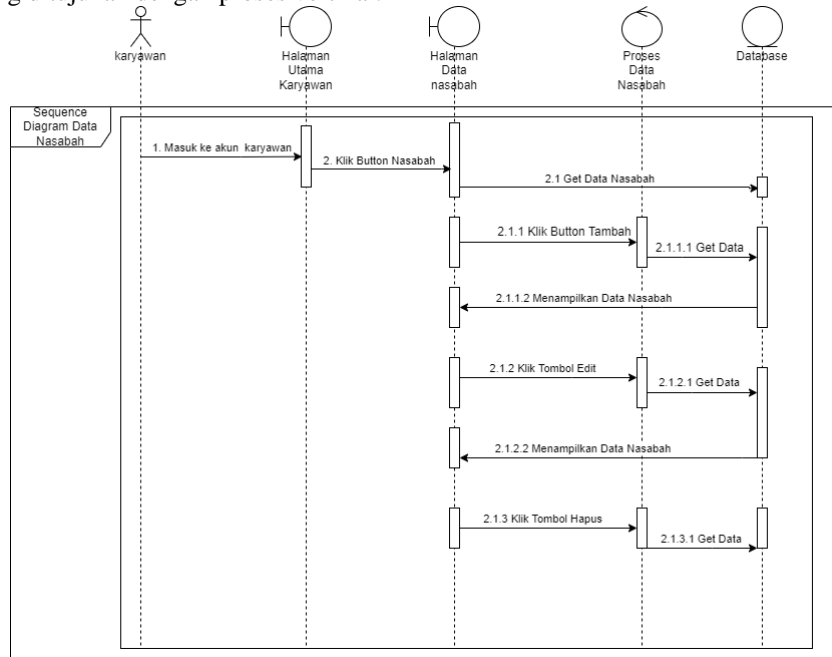 karyawan
Halaman
Utama
Karyawan
Halaman
Data
nasabah
Proses
Data
Nasabah
Database
Sequence
Diagram Data
Nasabah
1. Masuk ke akun karyawan
2. Klik Button Nasabah
2.1 Get Data Nasabah
2.1.1 Klik Button Tambah
2.1.1.1 Get Data
2.1.1.2 Menampilkan Data Nasabah
2.1.2 Klik Tombol Edit
2.1.2.1 Get Data
2.1.2.2 Menampilkan Data Nasabah
2.1.3 Klik Tombol Hapus
2.1.3.1 Get Data